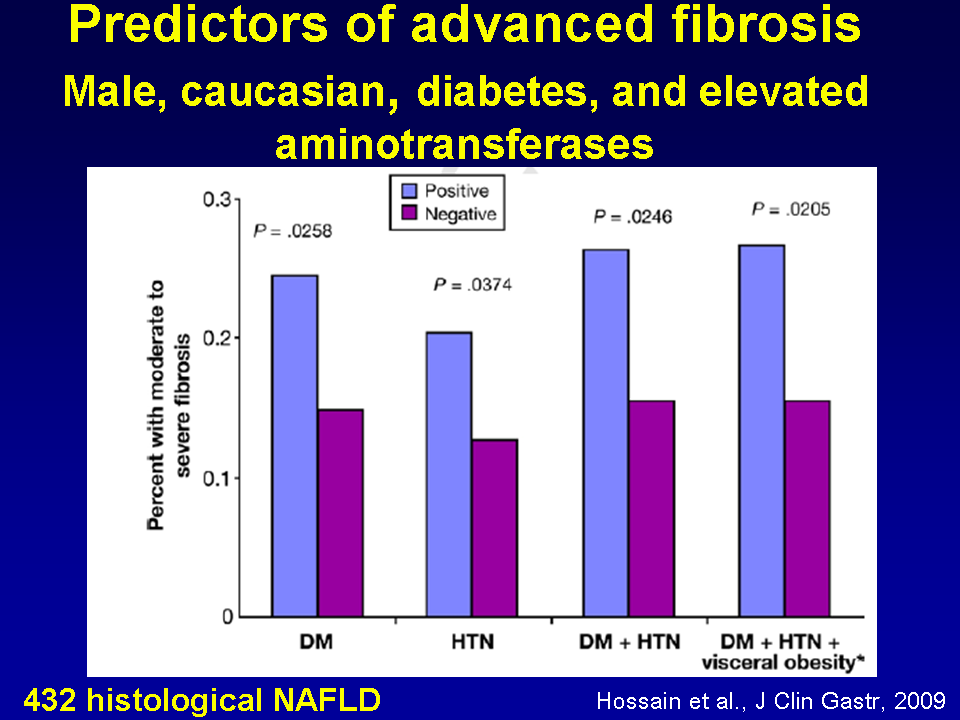 Predictors of advanced fibrosis
Male, caucasian, diabetes, and elevated
aminotransferases
Positive
Negative
0.3
0.2
0.1
0
Percent with moderate to
severe fibrosis
P = .0258
P = .0374
P = .0246
P = .0205
DM
HTN
DM + HTN
DM + HTN +
visceral obesity*
432 histological NAFLD
Hossain et al., J Clin Gastr, 2009